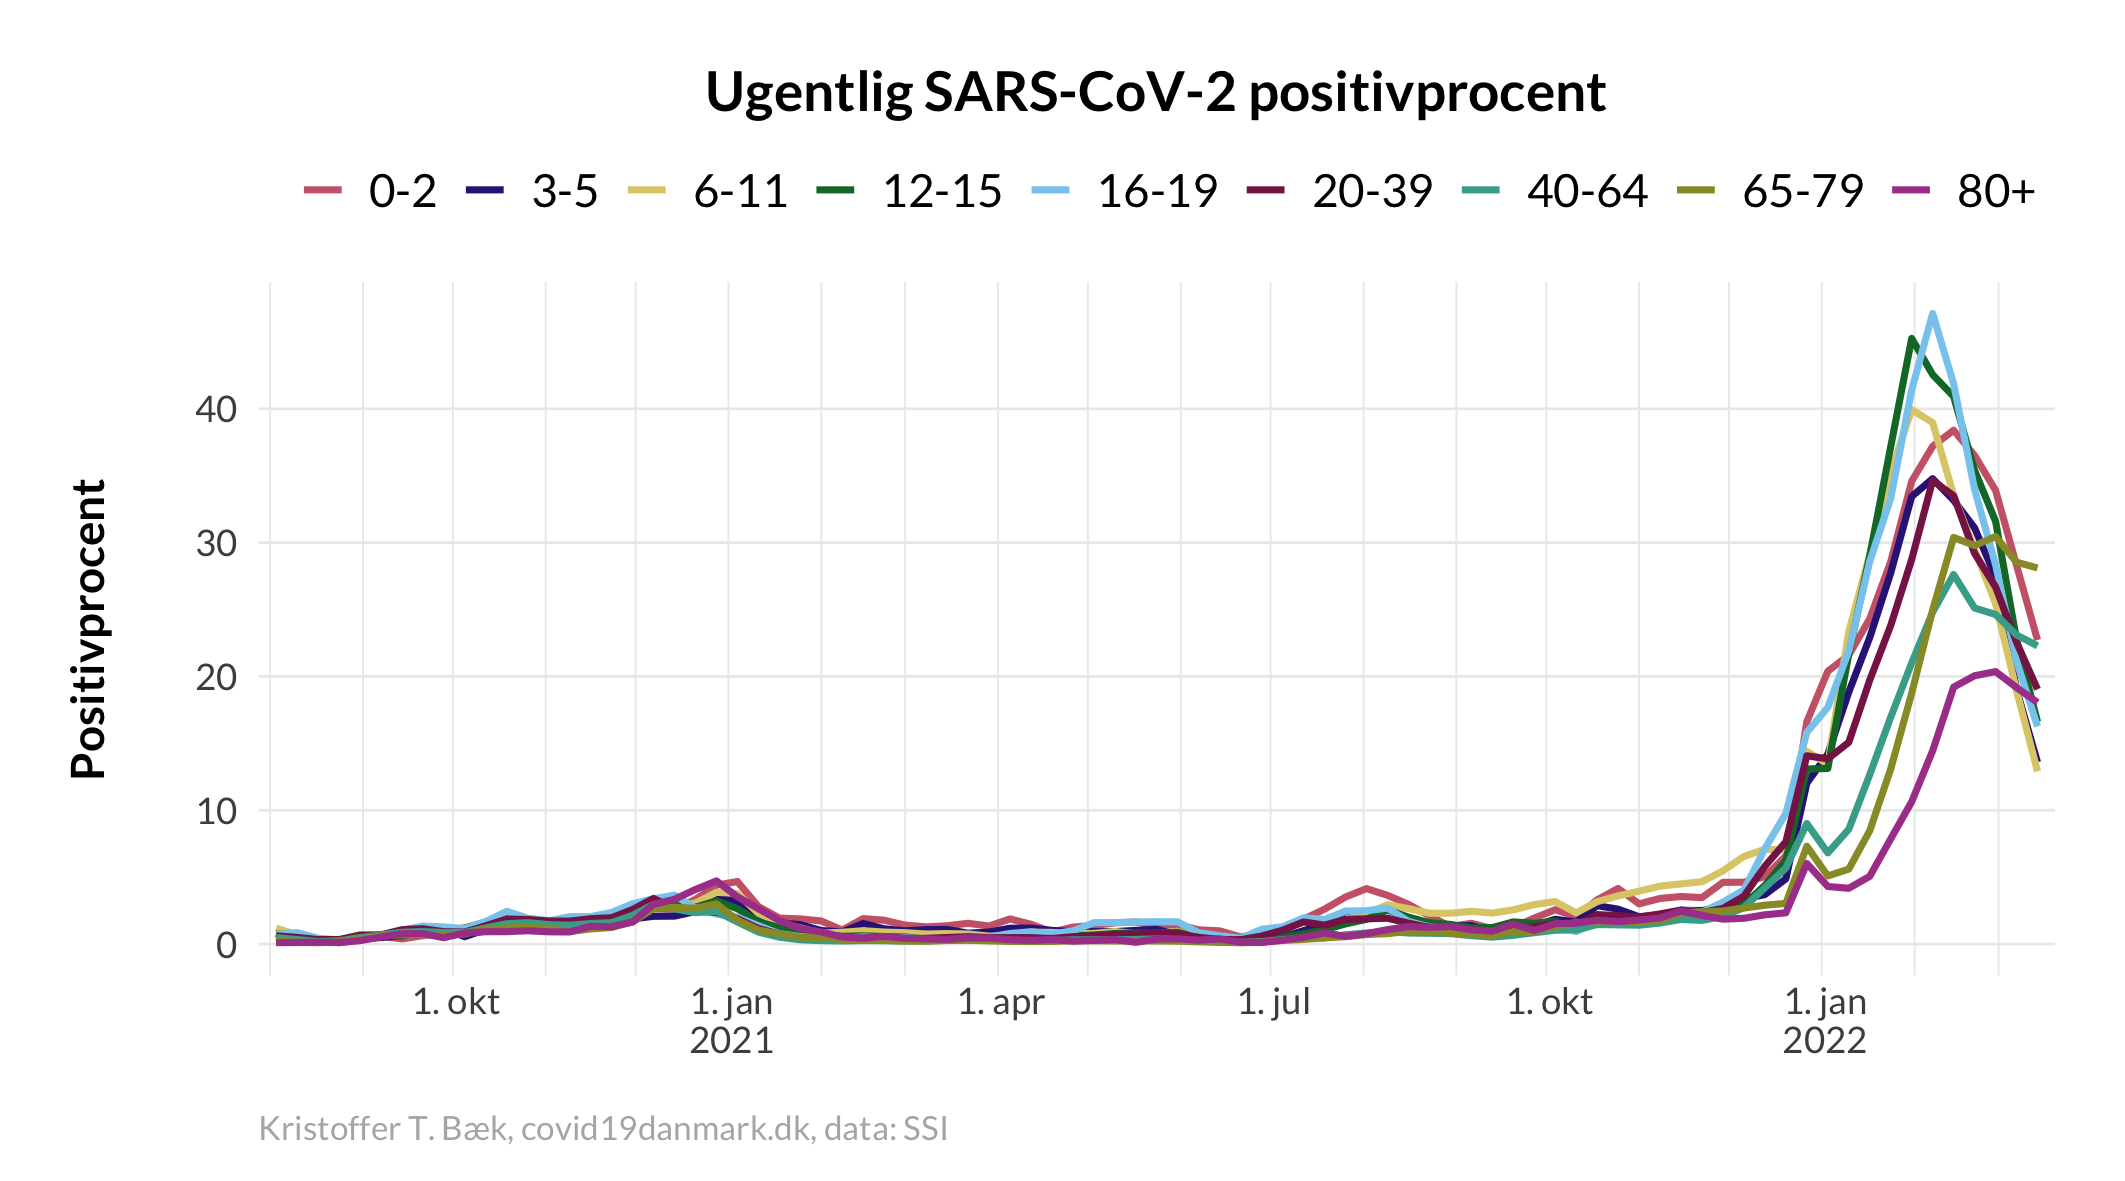 Ugentlig SARS-CoV-2 positivprocent
0-2 3-5 6-11 12-15 16-19 20-39 40-64 65-79 80+
Positivprocent
40
30
20
10
0
1. okt 1. jan 1. apr 1. jul 1. okt 1. jan
2021 2022
Kristoffer T. Bæk, covid19danmark.dk, data: SSI